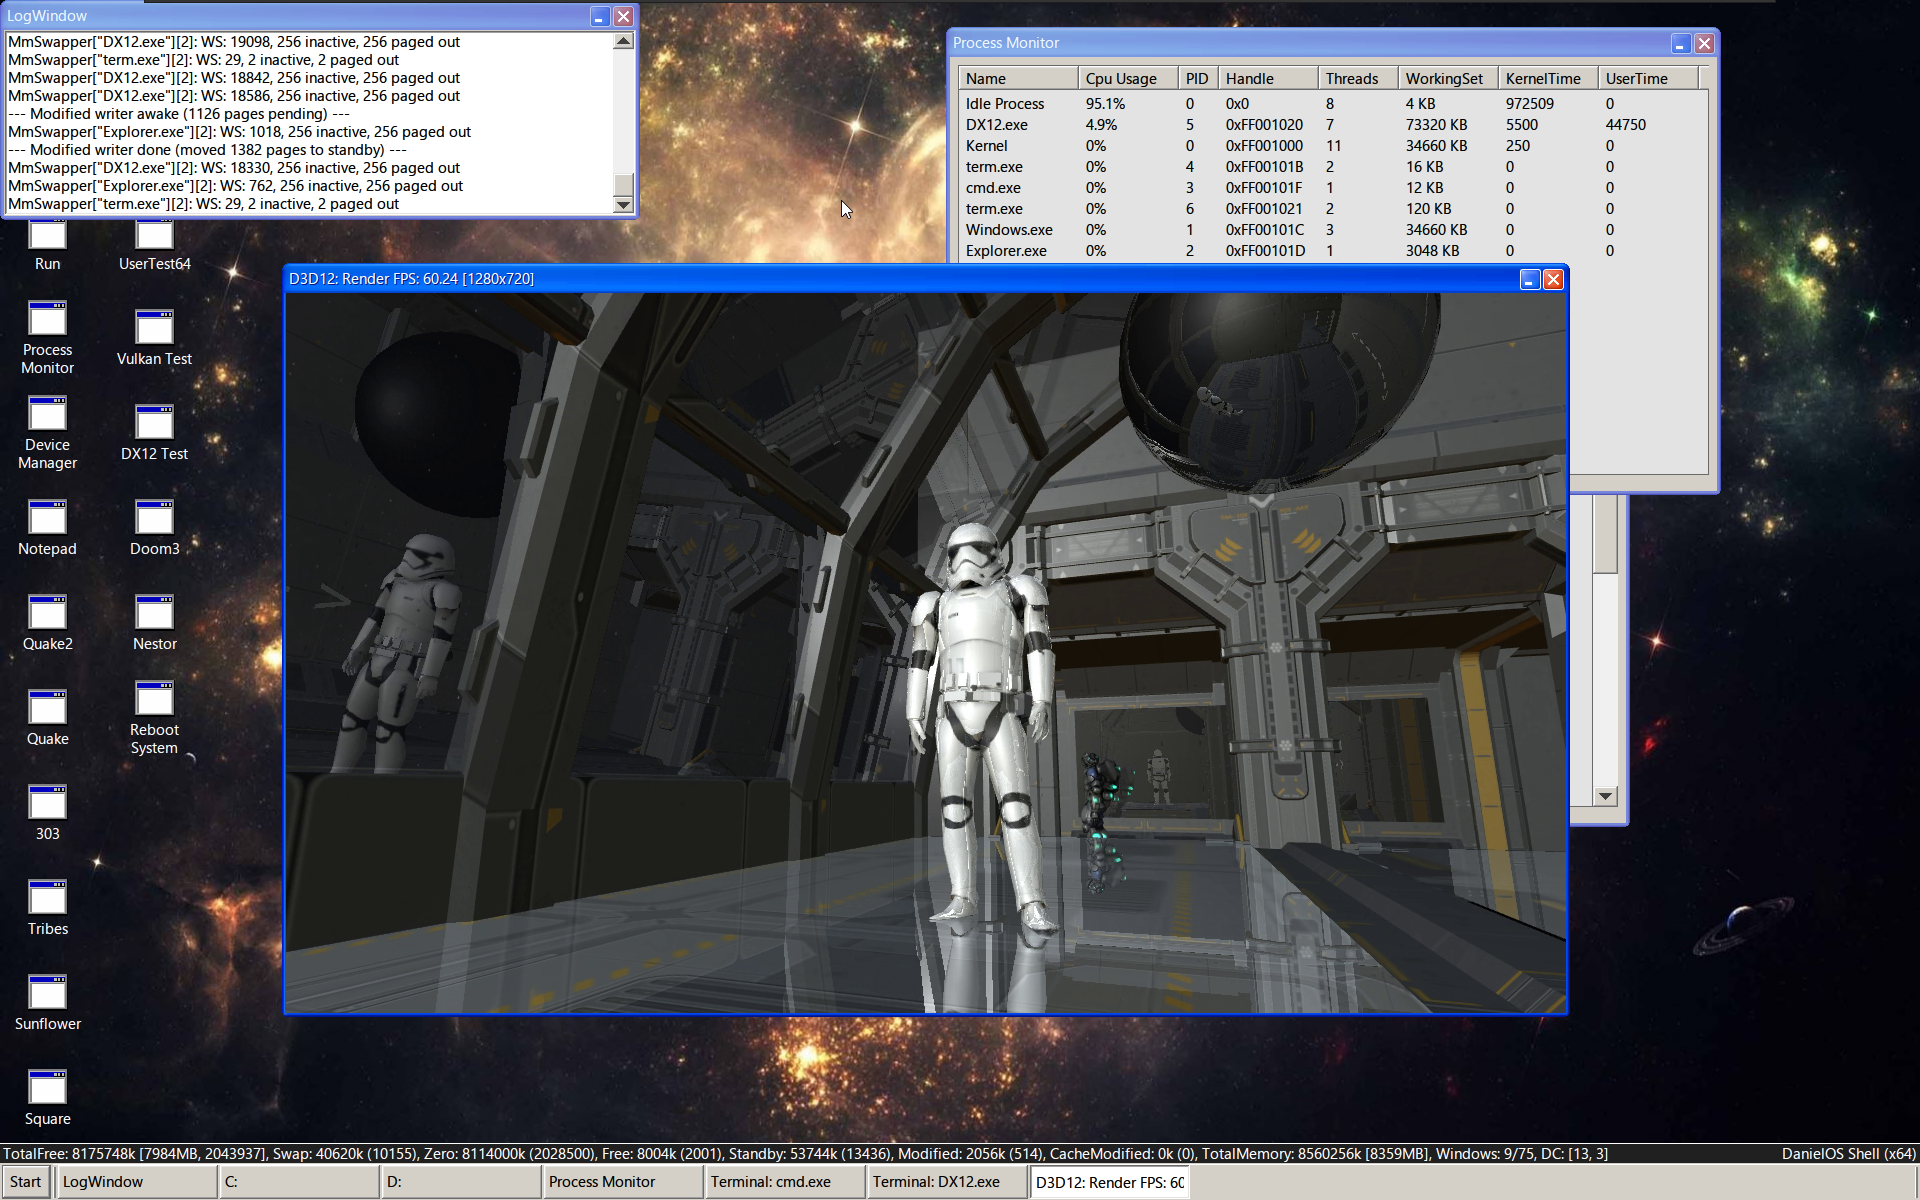 LogWindow
MmSwapper["DX12.exe"][2]: WS: 19098, 256 inactive, 256 paged out
MmSwapper["term.exe"][2]: WS: 29, 2 inactive, 2 paged out
MmSwapper["DX12.exe"][2]: WS: 18842, 256 inactive, 256 paged out
MmSwapper["DX12.exe"][2]: WS: 18586, 256 inactive, 256 paged out
--- Modified writer awake (1126 pages pending) ---
MmSwapper["Explorer.exe"][2]: WS: 1018, 256 inactive, 256 paged out
--- Modified writer done (moved 1382 pages to standby) ---
MmSwapper["DX12.exe"][2]: WS: 18330, 256 inactive, 256 paged out
MmSwapper["Explorer.exe"][2]: WS: 762, 256 inactive, 256 paged out
MmSwapper["term.exe"][2]: WS: 29, 2 inactive, 2 paged out
Process Monitor
Name Cpu Usage PID Handle Threads WorkingSet KernelTime UserTime
Idle Process 95.1% 0 0x0 8 4 KB 972509 0
DX12.exe 4.9% 5 0xFF001020 7 73320 KB 5500 44750
Kernel 0% 0 0xFF001000 11 34660 KB 250 0
term.exe 0% 4 0xFF00101B 2 16 KB 0 0
cmd.exe 0% 3 0xFF00101F 1 12 KB 0 0
term.exe 0% 6 0xFF001021 2 120 KB 0 0
Windows.exe 0% 1 0xFF00101C 3 34660 KB 0 0
Explorer.exe 0% 2 0xFF00101D 1 3048 KB 0 0
D3D12: Render FPS: 60.24 [1280x720]
Run
Process
Monitor
Device
Manager
Notepad
Quake2
Quake
303
Tribes
Sunflower
Square
UserTest64
Vulkan Test
DX12 Test
Doom3
Nestor
Reboot
System
TotalFree: 8175748k [7984MB, 2043937], Swap: 40620k (10155), Zero: 8114000k (2028500), Free: 8004k (2001), Standby: 53744k (13436), Modified: 2056k (514), CacheModified: 0k (0), TotalMemory: 8560256k [8359MB], Windows: 9/75, DC: [13, 3]
DanielOS Shell (x64)
Start
LogWindow
C:
D:
Process Monitor
Terminal: cmd.exe
Terminal: DX12.exe
D3D12: Render FPS: 60